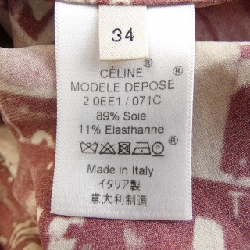 34
CÉLINE®
MODELE DEPOSE®
2.0EE1/071C
89% Soie
11% Elasthanne
Made in Italy
イタリア製
意大利制造